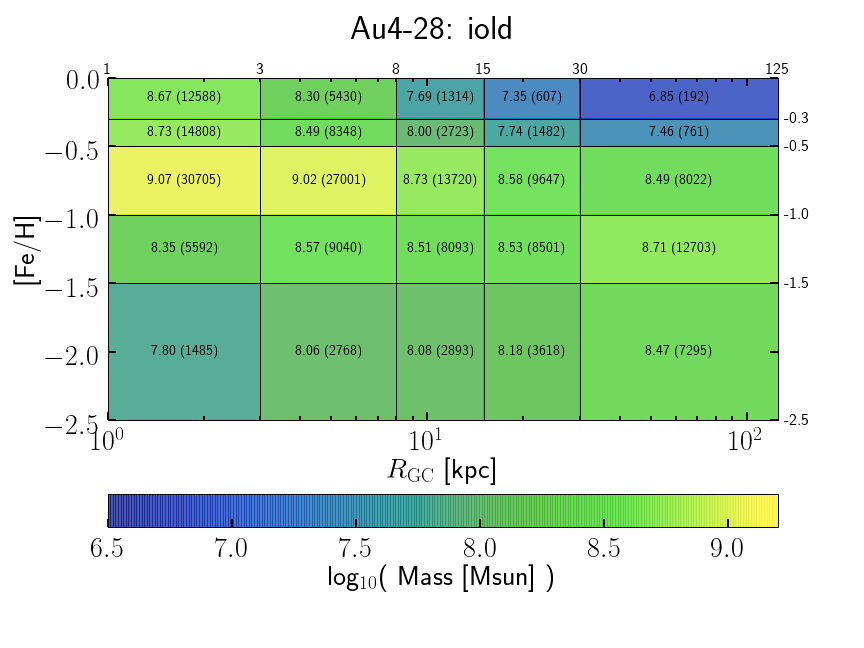 Au4-28: iold
1 3 8 15 30 125
0.0 8.67 (12588) 8.30 (5430) 7.69 (1314) 7.35 (607) 6.85 (192)
-0.3
8.73 (14808) 8.49 (8348) 8.00 (2723) 7.74 (1482) 7.46 (761)
−0.5 -0.5
9.07 (30705) 9.02 (27001) 8.73 (13720) 8.58 (9647) 8.49 (8022)
−1.0 -1.0
[Fe/H]
8.35 (5592) 8.57 (9040) 8.51 (8093) 8.53 (8501) 8.71 (12703)
−1.5 -1.5
−2.0 7.80 (1485) 8.06 (2768) 8.08 (2893) 8.18 (3618) 8.47 (7295)
−2.5 -2.5
10⁰ 10¹ 10²
R_GC [kpc]
6.5 7.0 7.5 8.0 8.5 9.0
log₁₀( Mass [Msun] )